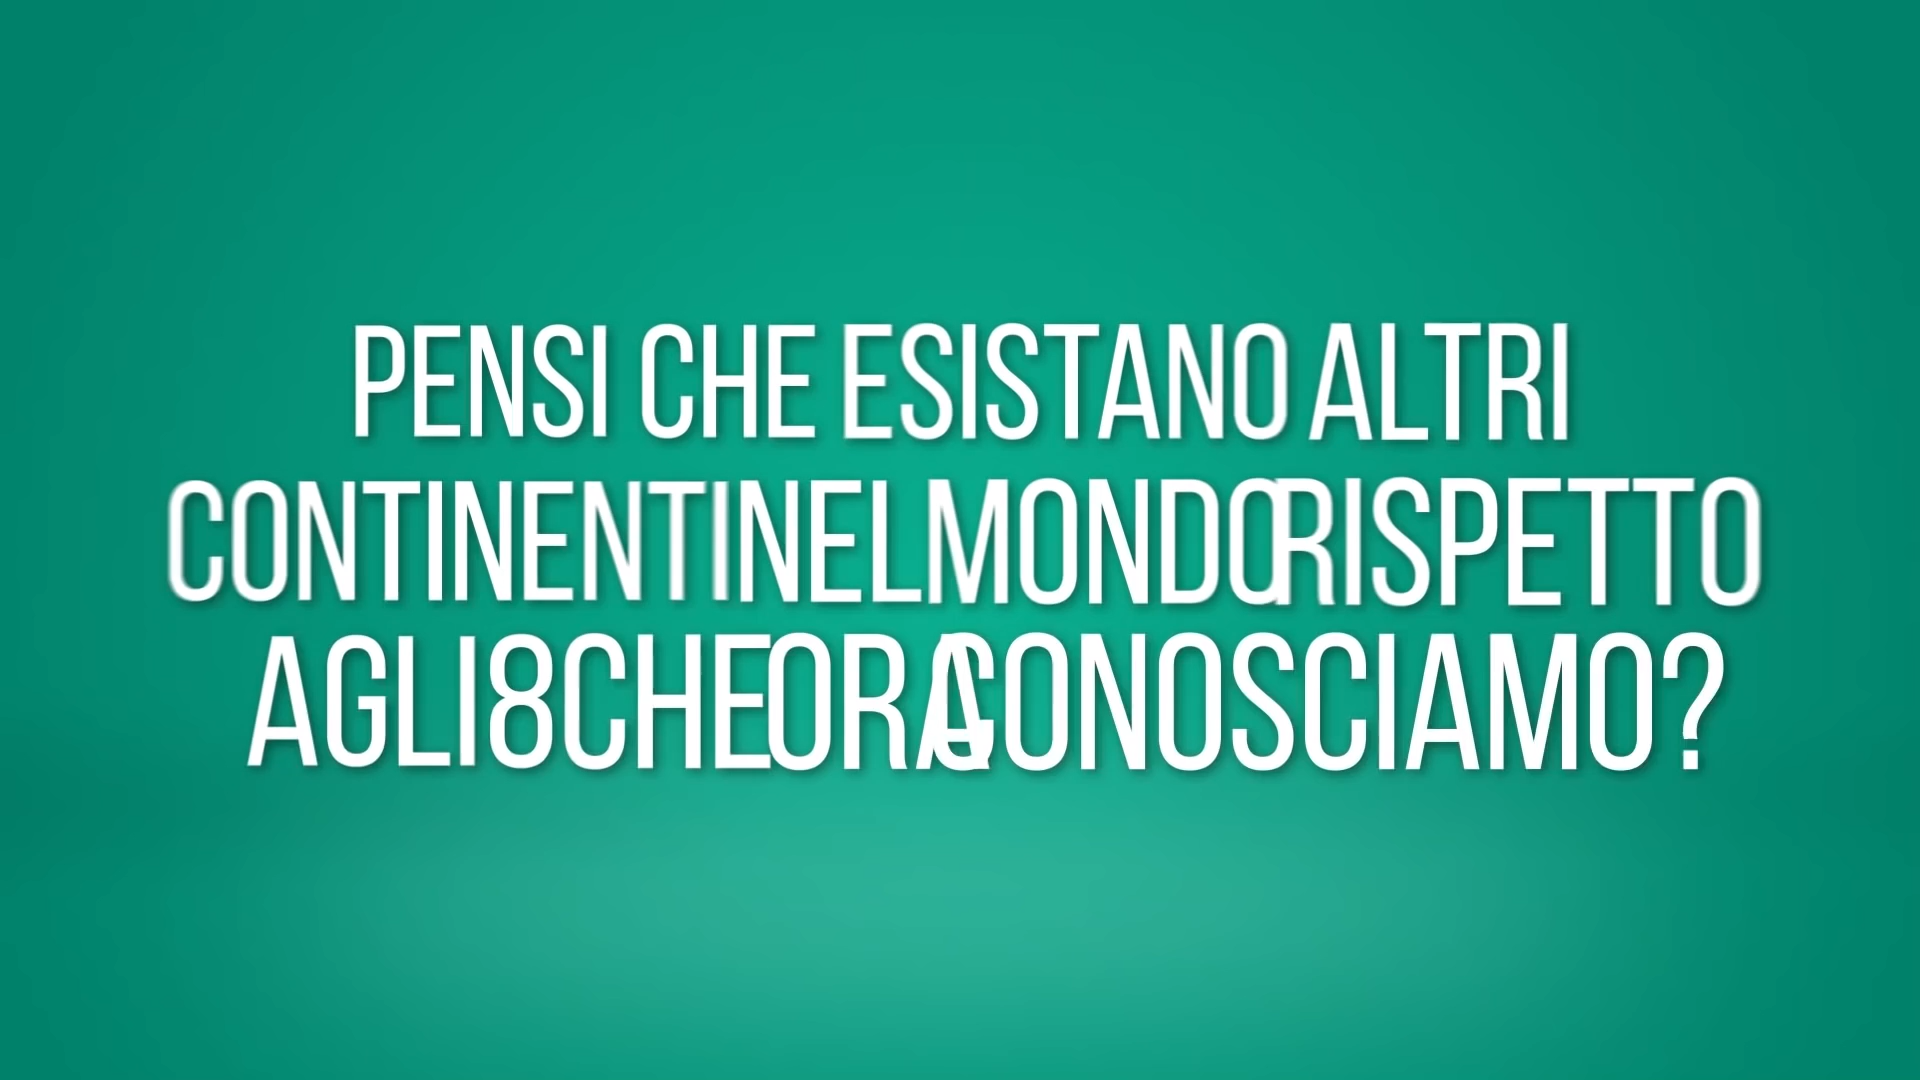 PENSI CHE ESISTANO ALTRI
CONTINENTI NEL MONDO RISPETTO
AGLI 8 CHE ORA CONOSCIAMO?